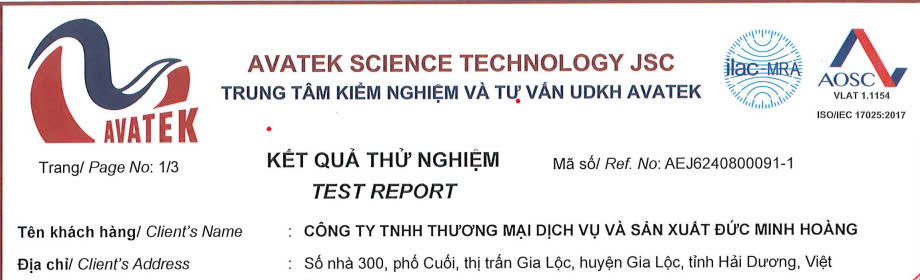 AVATEK
AVATEK SCIENCE TECHNOLOGY JSC
TRUNG TÂM KIỂM NGHIỆM VÀ TƯ VẤN UDKH AVATEK
ilac-MRA
AOSC
VLAT 1.1154
ISO/IEC 17025:2017
Trang/ Page No: 1/3
KẾT QUẢ THỬ NGHIỆM
Mã số/ Ref. No: AEJ6240800091-1
TEST REPORT
Tên khách hàng/ Client's Name : CÔNG TY TNHH THƯƠNG MẠI DỊCH VỤ VÀ SẢN XUẤT ĐỨC MINH HOÀNG
Địa chỉ/ Client's Address : Số nhà 300, phố Cuối, thị trấn Gia Lộc, huyện Gia Lộc, tỉnh Hải Dương, Việt